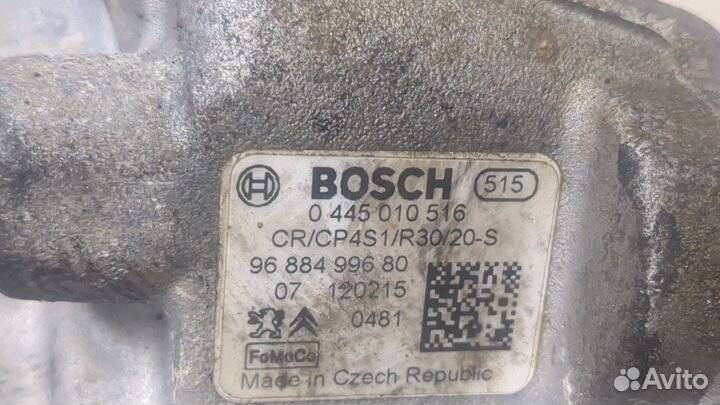 BOSCH 515
0 445 010 516
CR/CP4S1/R30/20-S
96 884 996 80
07 120215
0481
FoMoCo
Made in Czech Republic
Avito